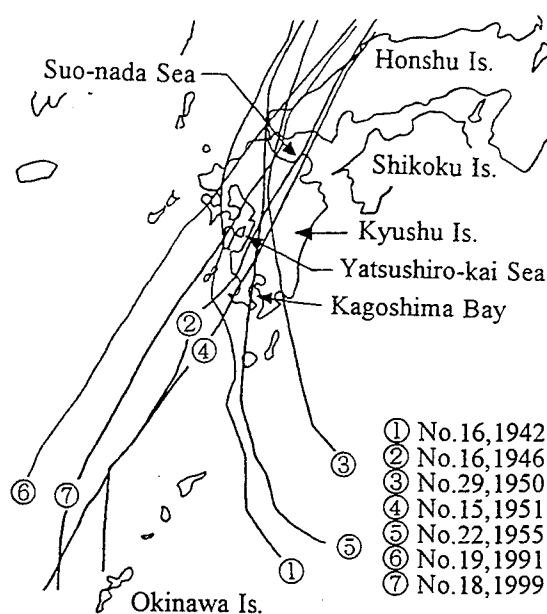 Honshu Is.
Suo-nada Sea
Shikoku Is.
Kyushu Is.
Yatsushiro-kai Sea
Kagoshima Bay
②
④
① No.16,1942
② No.16,1946
③ No.29,1950
④ No.15,1951
⑤ No.22,1955
⑥ No.19,1991
⑦ No.18,1999
③
⑥
⑦
⑤
①
Okinawa Is.